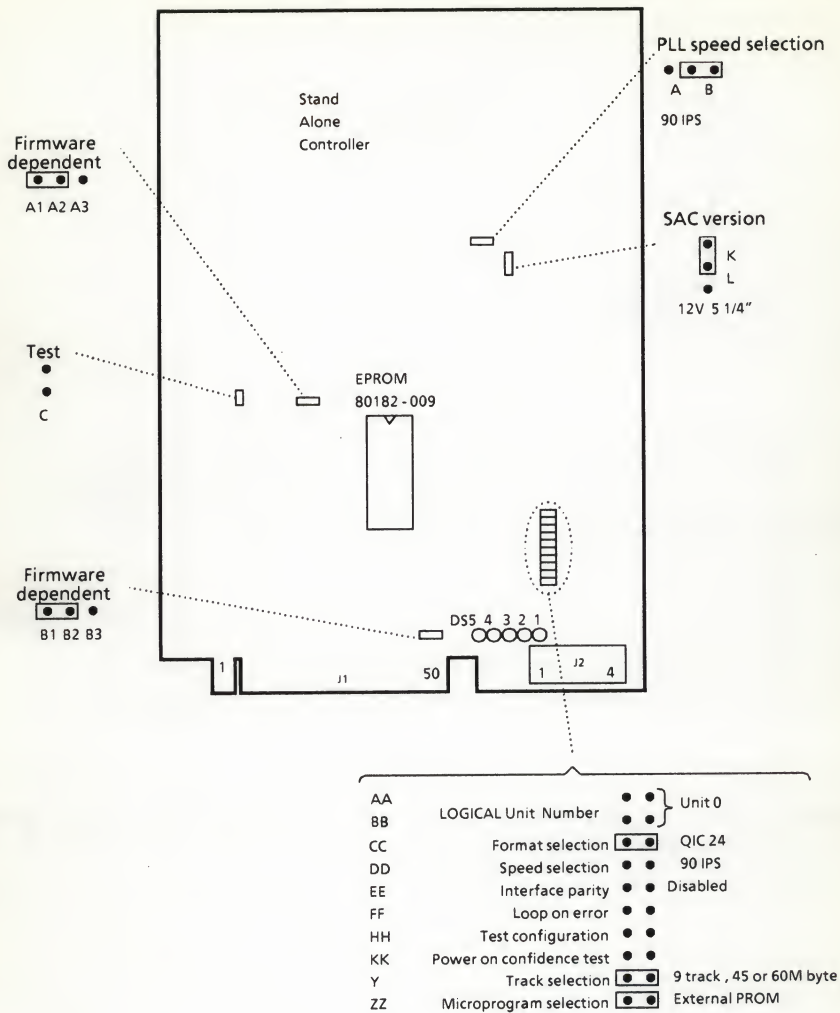 PLL speed selection
A B
90 IPS
Stand
Alone
Controller
Firmware
dependent
A1 A2 A3
SAC version
K
L
12V 5 1/4"
Test
C
EPROM
80182-009
Firmware
dependent
B1 B2 B3
DS5 4 3 2 1
1 J1 50
1 J2 4
AA
BB
LOGICAL Unit Number Unit 0
CC Format selection QIC 24
DD Speed selection 90 IPS
EE Interface parity Disabled
FF Loop on error
HH Test configuration
KK Power on confidence test
Y Track selection 9 track , 45 or 60M byte
ZZ Microprogram selection External PROM